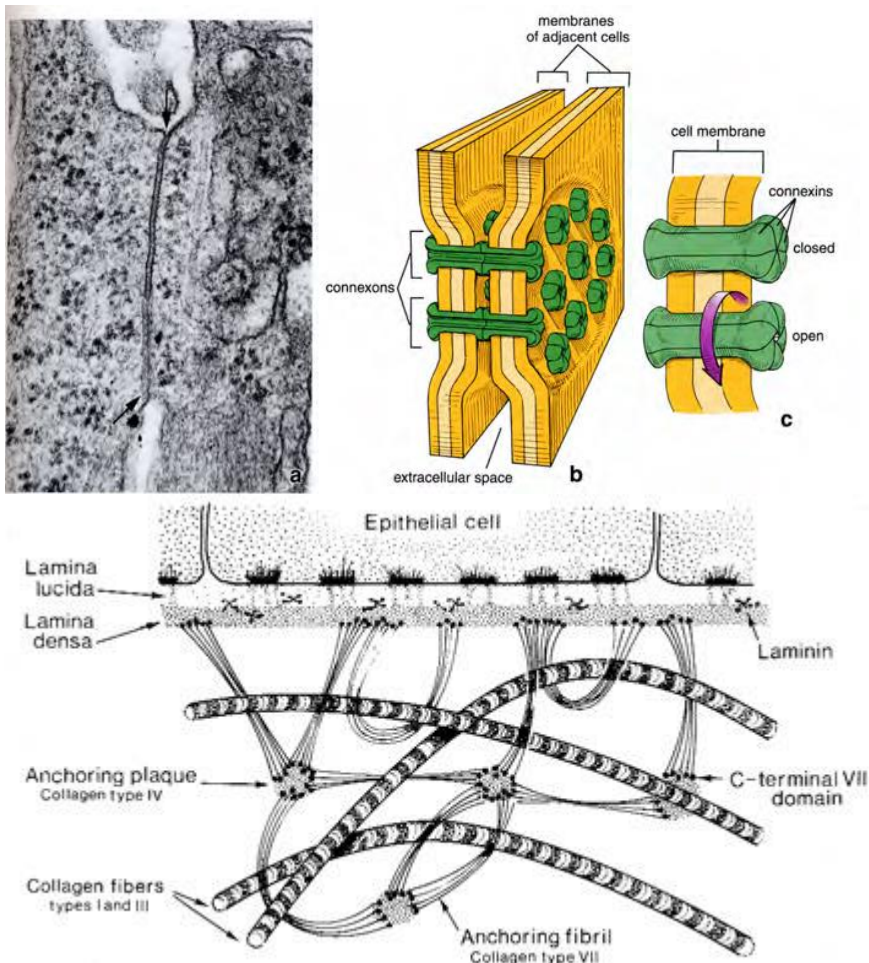 membranes
of adjacent cells
cell membrane
connexins
closed
connexons
open
a
extracellular space
b
c
Epithelial cell
Lamina
lucida
Lamina
densa
Laminin
Anchoring plaque
Collagen type IV
C-terminal VII
domain
Collagen fibers
types I and III
Anchoring fibril
Collagen type VII